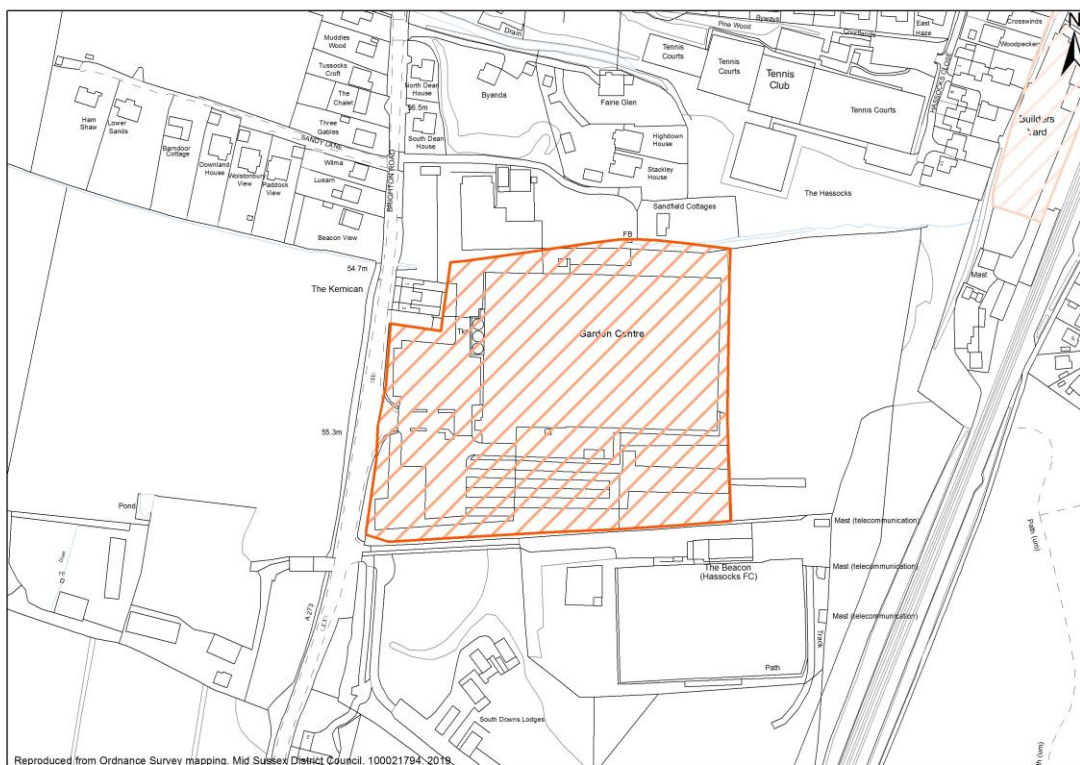 Drain
Byways
Pine Wood
Courtlands
East
Haze
Crosswinds
Woodpeckers
N
Muddles
Wood
Tussocks
Croft
The
Chalet
Three
Gables
Wilma
Luearn
Beacon View
North Dean
House
56.5m
South Dean
House
Byanda
Fairie Glen
Highdown
House
Stackley
House
Tennis
Courts
Tennis
Courts
Tennis
Club
Tennis Courts
HASSOCKS CLOSE
Builders
Yard
Ham
Shaw
Lower
Sands
Barndoor
Cottage
Downland
House
Wolstonbury
View
Paddock
View
SANDY LANE
BRIGHTON ROAD
The Hassocks
Sandfield Cottages
FB
54.7m
The Kernican
Garden Centre
Mast
55.3m
Pond
Drain
A 273
Mast (telecommunication)
The Beacon
(Hassocks FC)
Mast (telecommunication)
Mast (telecommunication)
Track
Path
Path (um)
South Downs Lodges
Reproduced from Ordnance Survey mapping. Mid Sussex District Council. 100021794. 2019